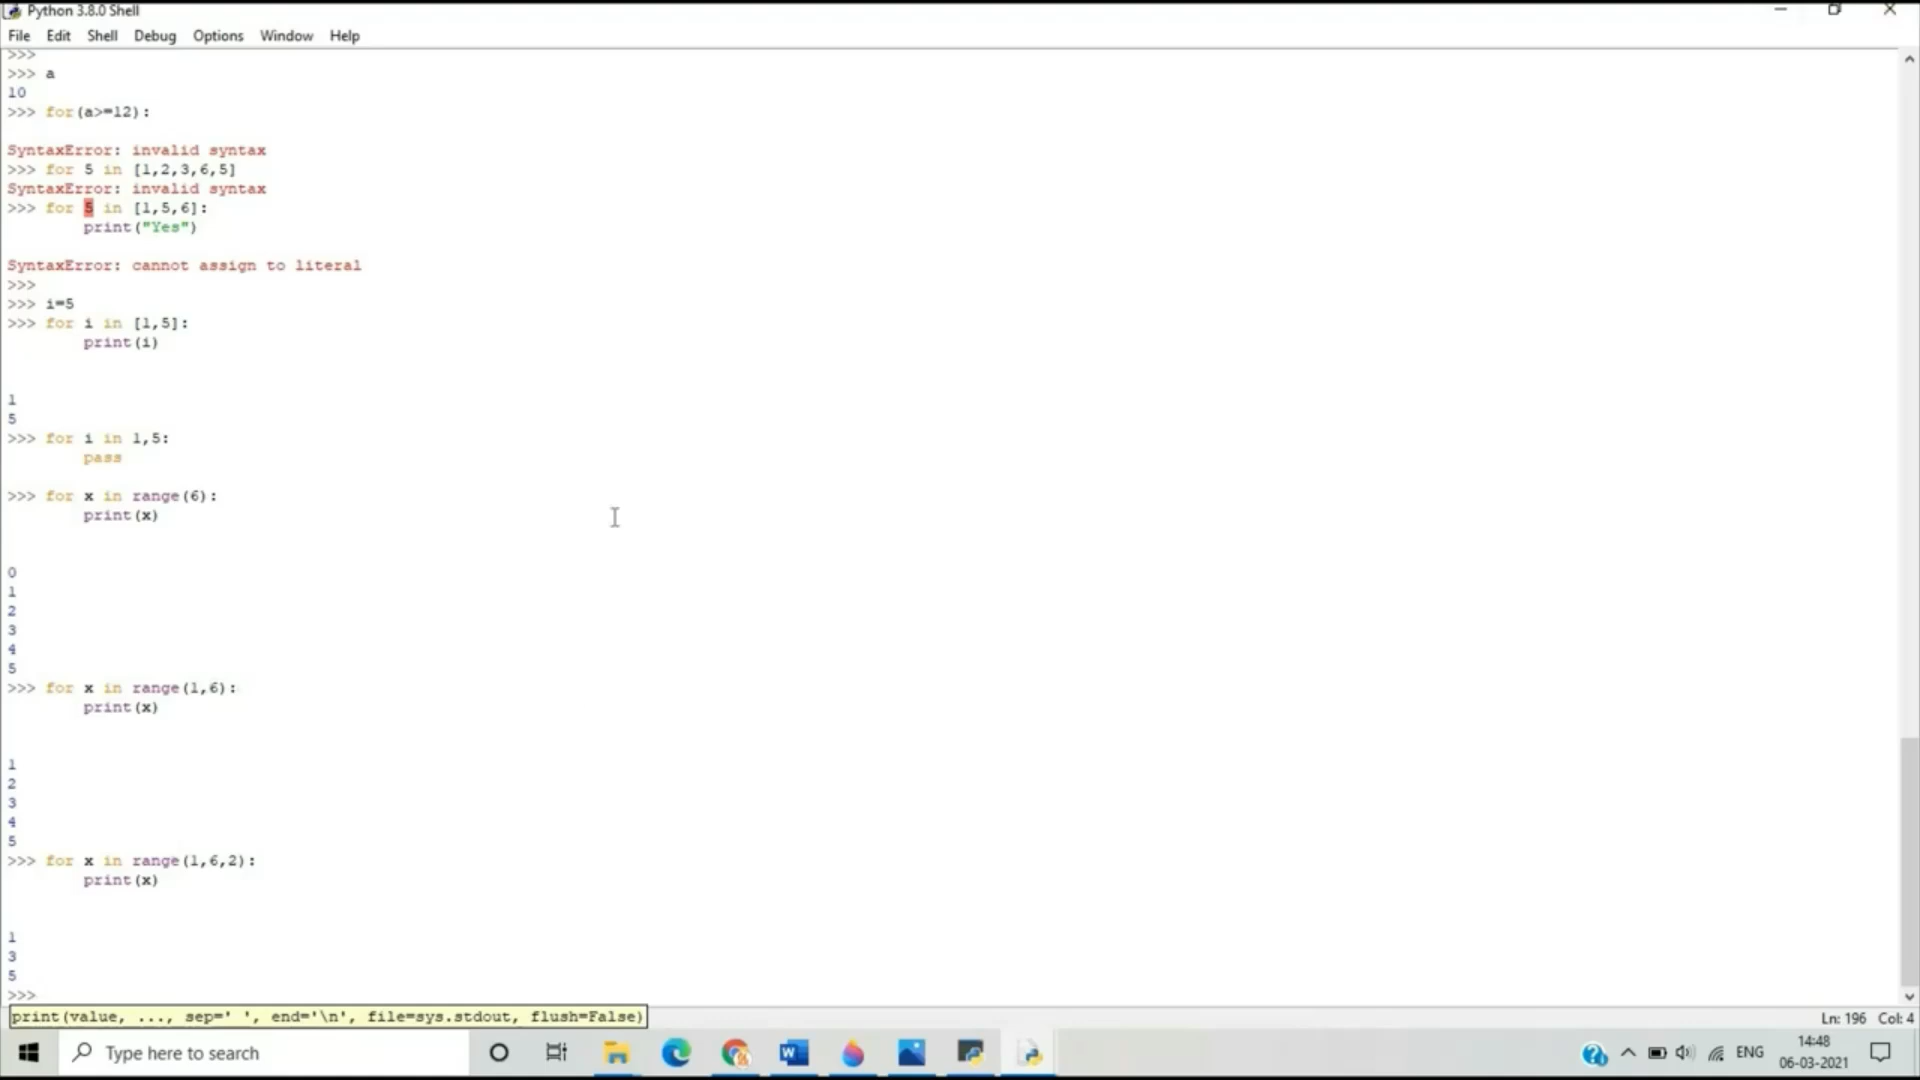 Python 3.8.0 Shell
File Edit Shell Debug Options Window Help
>>>
>>> a
10
>>> for(a>=12):
SyntaxError: invalid syntax
>>> for 5 in [1,2,3,6,5]
SyntaxError: invalid syntax
>>> for 5 in [1,5,6]:
print("Yes")
SyntaxError: cannot assign to literal
>>>
>>> i=5
>>> for i in [1,5]:
print(i)
1
5
>>> for i in 1,5:
pass
>>> for x in range(6):
print(x)
0
1
2
3
4
5
>>> for x in range(1,6):
print(x)
1
2
3
4
5
>>> for x in range(1,6,2):
print(x)
1
3
5
>>>
print(value, ..., sep=' ', end='\n', file=sys.stdout, flush=False)
Ln: 196 Col: 4
Type here to search
ENG
14:48
06-03-2021